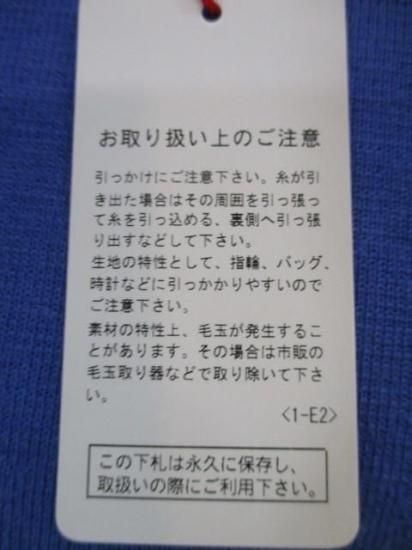 お取り扱い上のご注意
引っかけにご注意下さい。糸が引
き出た場合はその周囲を引っ張っ
て糸を引っ込める、裏側へ引っ張
り出すなどして下さい。
生地の特性として、指輪、バッグ、
時計などに引っかかりやすいので
ご注意下さい。
素材の特性上、毛玉が発生するこ
とがあります。その場合は市販の
毛玉取り器などで取り除いて下さ
い。
<1-E2>
この下札は永久に保存し、
取扱いの際にご利用下さい。